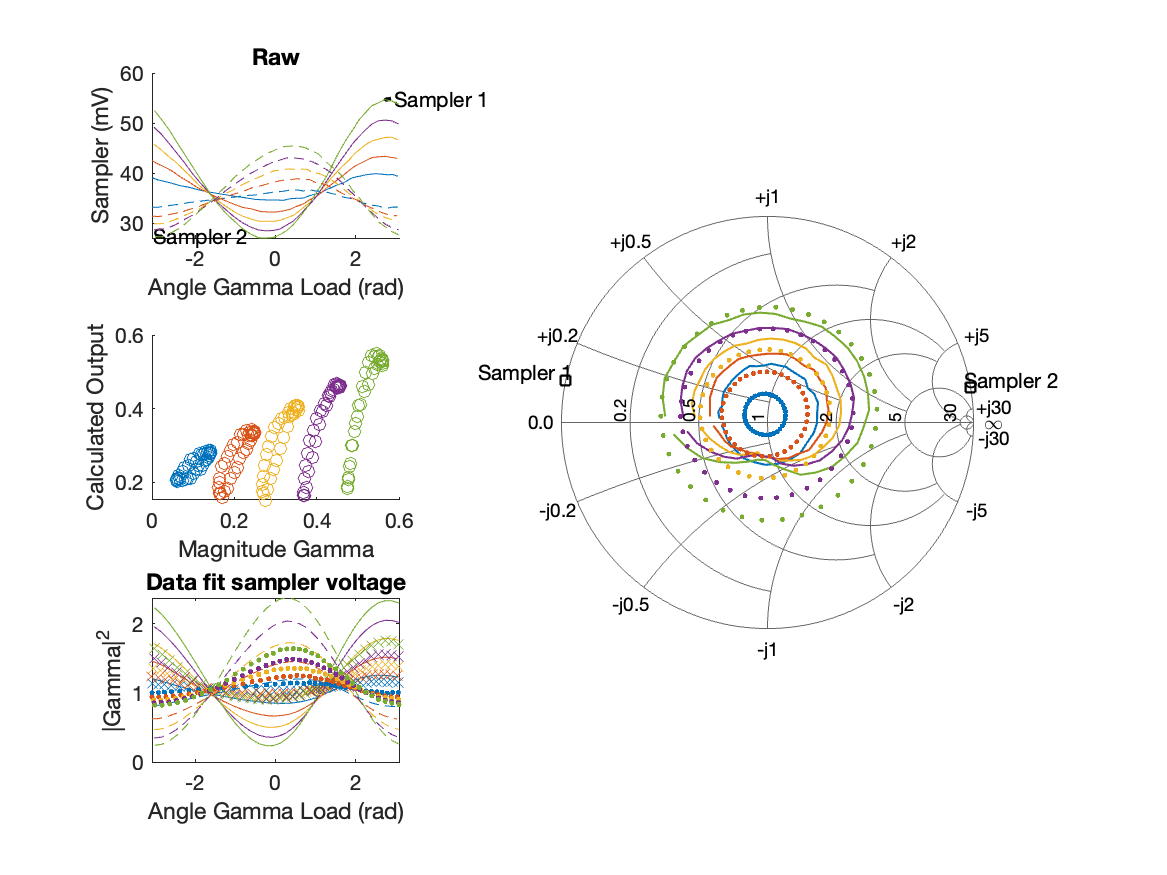 Raw
60
50
40
30
Sampler (mV)
Sampler 1
Sampler 2
-2
0
2
Angle Gamma Load (rad)
0.6
0.4
0.2
Calculated Output
0
0.2
0.4
0.6
Magnitude Gamma
Data fit sampler voltage
2
1
0
|Gamma|2
-2
0
2
Angle Gamma Load (rad)
+j1
+j0.5
+j2
+j0.2
+j5
Sampler 1
Sampler 2
0.0
0.2
0.5
1
2
5
30
+j30
∞
-j30
-j0.2
-j5
-j0.5
-j2
-j1